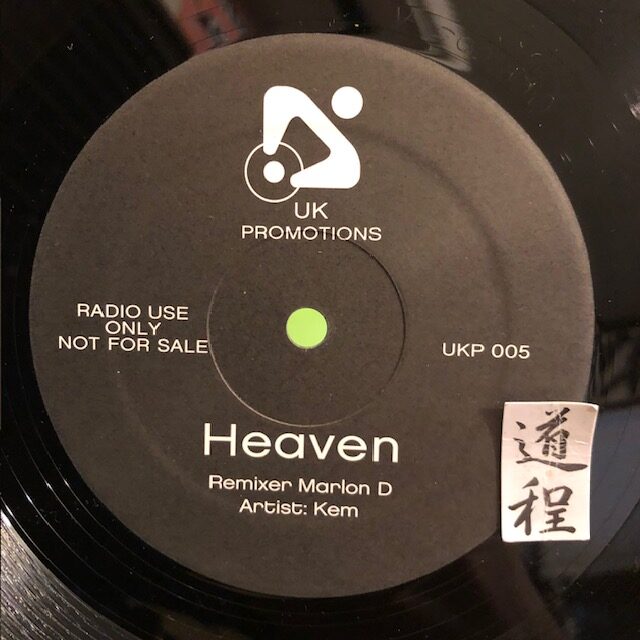 UK
PROMOTIONS
RADIO USE
ONLY
NOT FOR SALE
UKP 005
Heaven
Remixer Marlon D
Artist: Kem
道
程